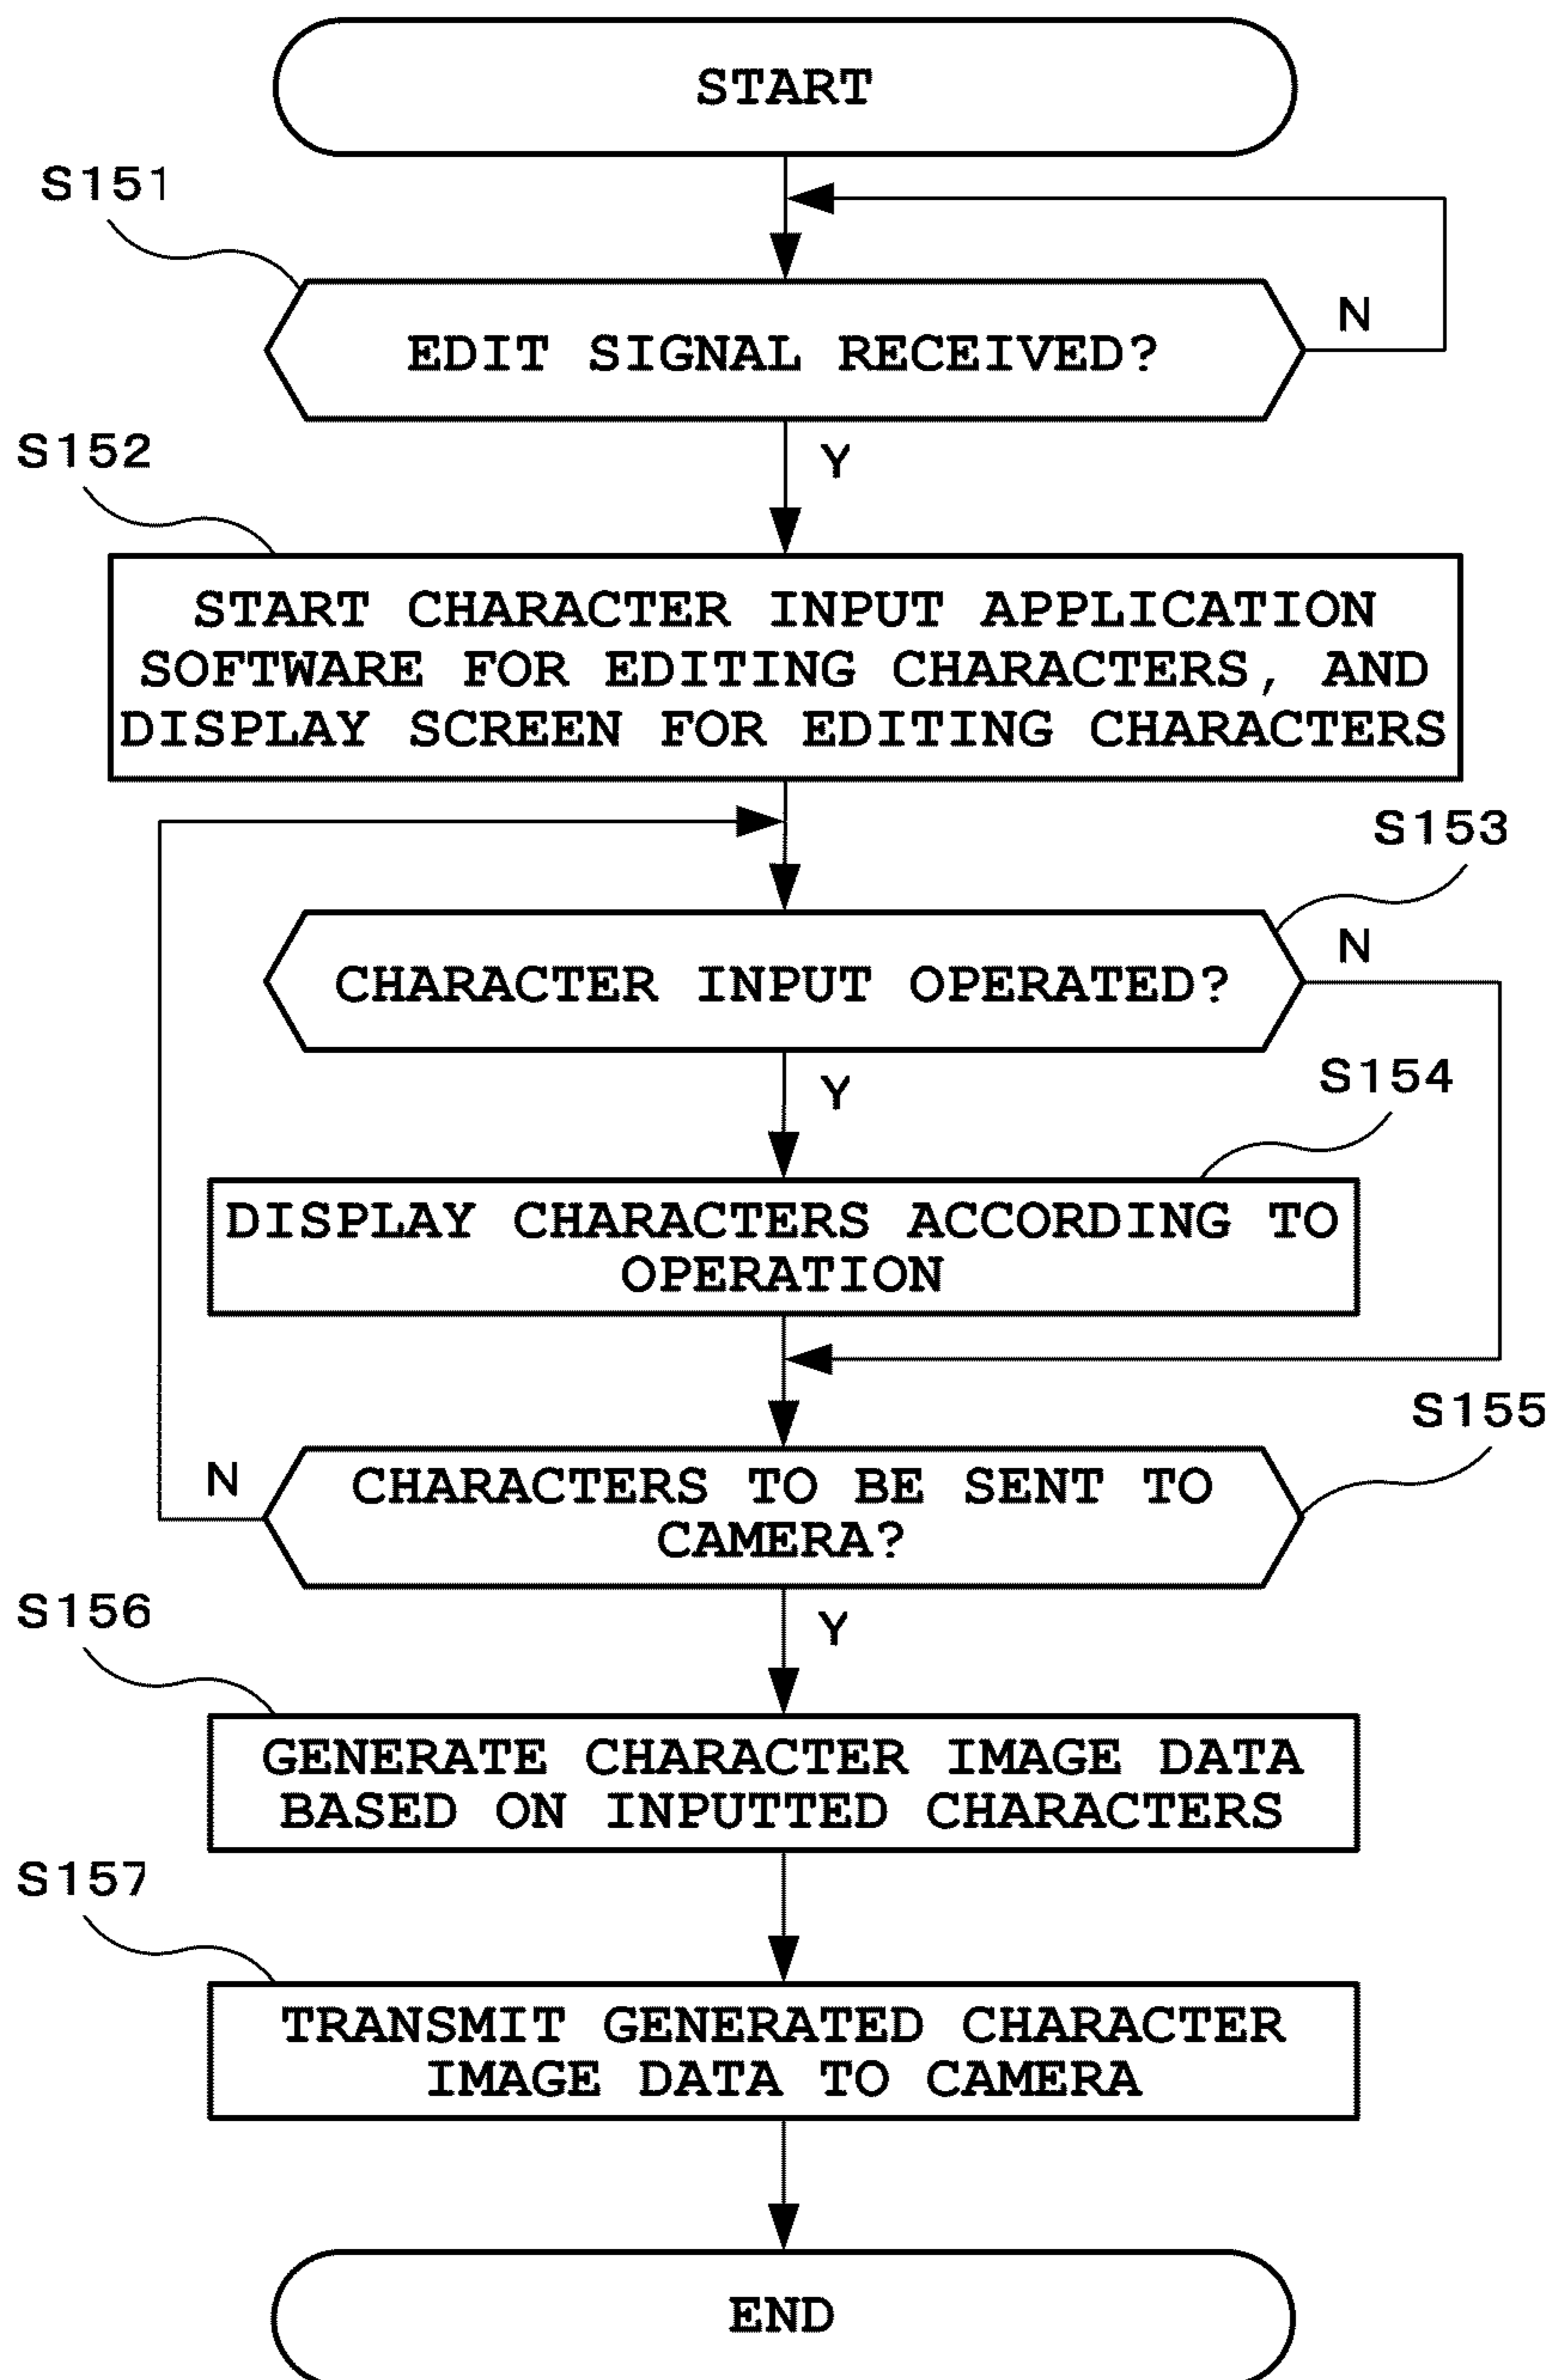 START
S151
EDIT SIGNAL RECEIVED?
N
Y
S152
START CHARACTER INPUT APPLICATION
SOFTWARE FOR EDITING CHARACTERS, AND
DISPLAY SCREEN FOR EDITING CHARACTERS
S153
CHARACTER INPUT OPERATED?
N
Y
S154
DISPLAY CHARACTERS ACCORDING TO
OPERATION
S155
N
CHARACTERS TO BE SENT TO
CAMERA?
Y
S156
GENERATE CHARACTER IMAGE DATA
BASED ON INPUTTED CHARACTERS
S157
TRANSMIT GENERATED CHARACTER
IMAGE DATA TO CAMERA
END